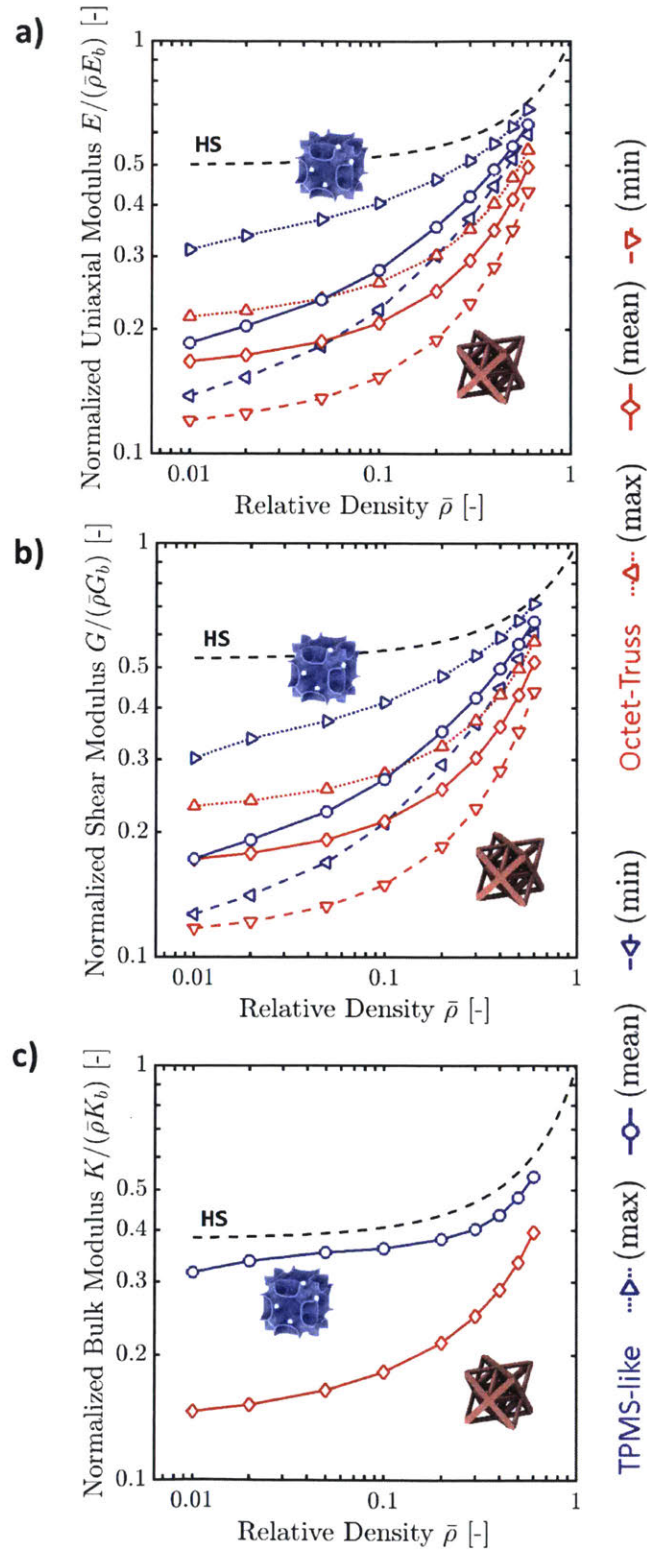 a)
Normalized Uniaxial Modulus E/(ρ̄E_b) [-]
1
0.5
0.4
0.3
0.2
0.1
HS
0.01
0.1
1
Relative Density ρ̄ [-]
b)
Normalized Shear Modulus G/(ρ̄G_b) [-]
1
0.5
0.4
0.3
0.2
0.1
HS
0.01
0.1
1
Relative Density ρ̄ [-]
c)
Normalized Bulk Modulus K/(ρ̄K_b) [-]
1
0.5
0.4
0.3
0.2
0.1
HS
0.01
0.1
1
Relative Density ρ̄ [-]
TPMS-like (max) (mean) (min)
Octet-Truss (max) (mean) (min)